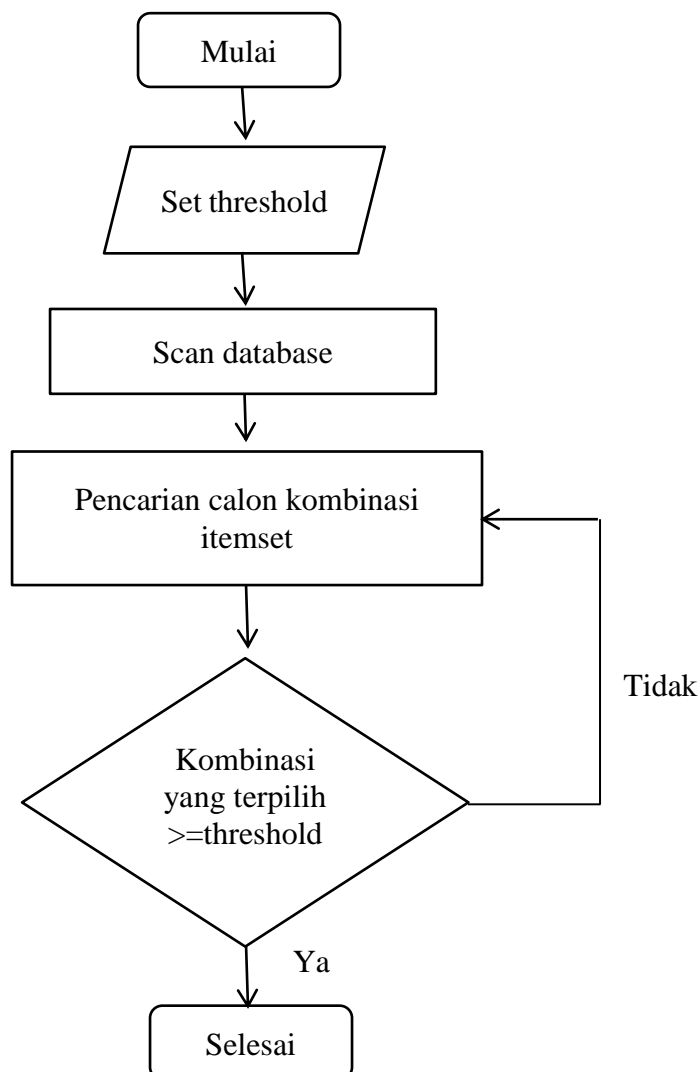 Mulai
Set threshold
Scan database
Pencarian calon kombinasi
itemset
Tidak
Kombinasi
yang terpilih
>=threshold
Ya
Selesai